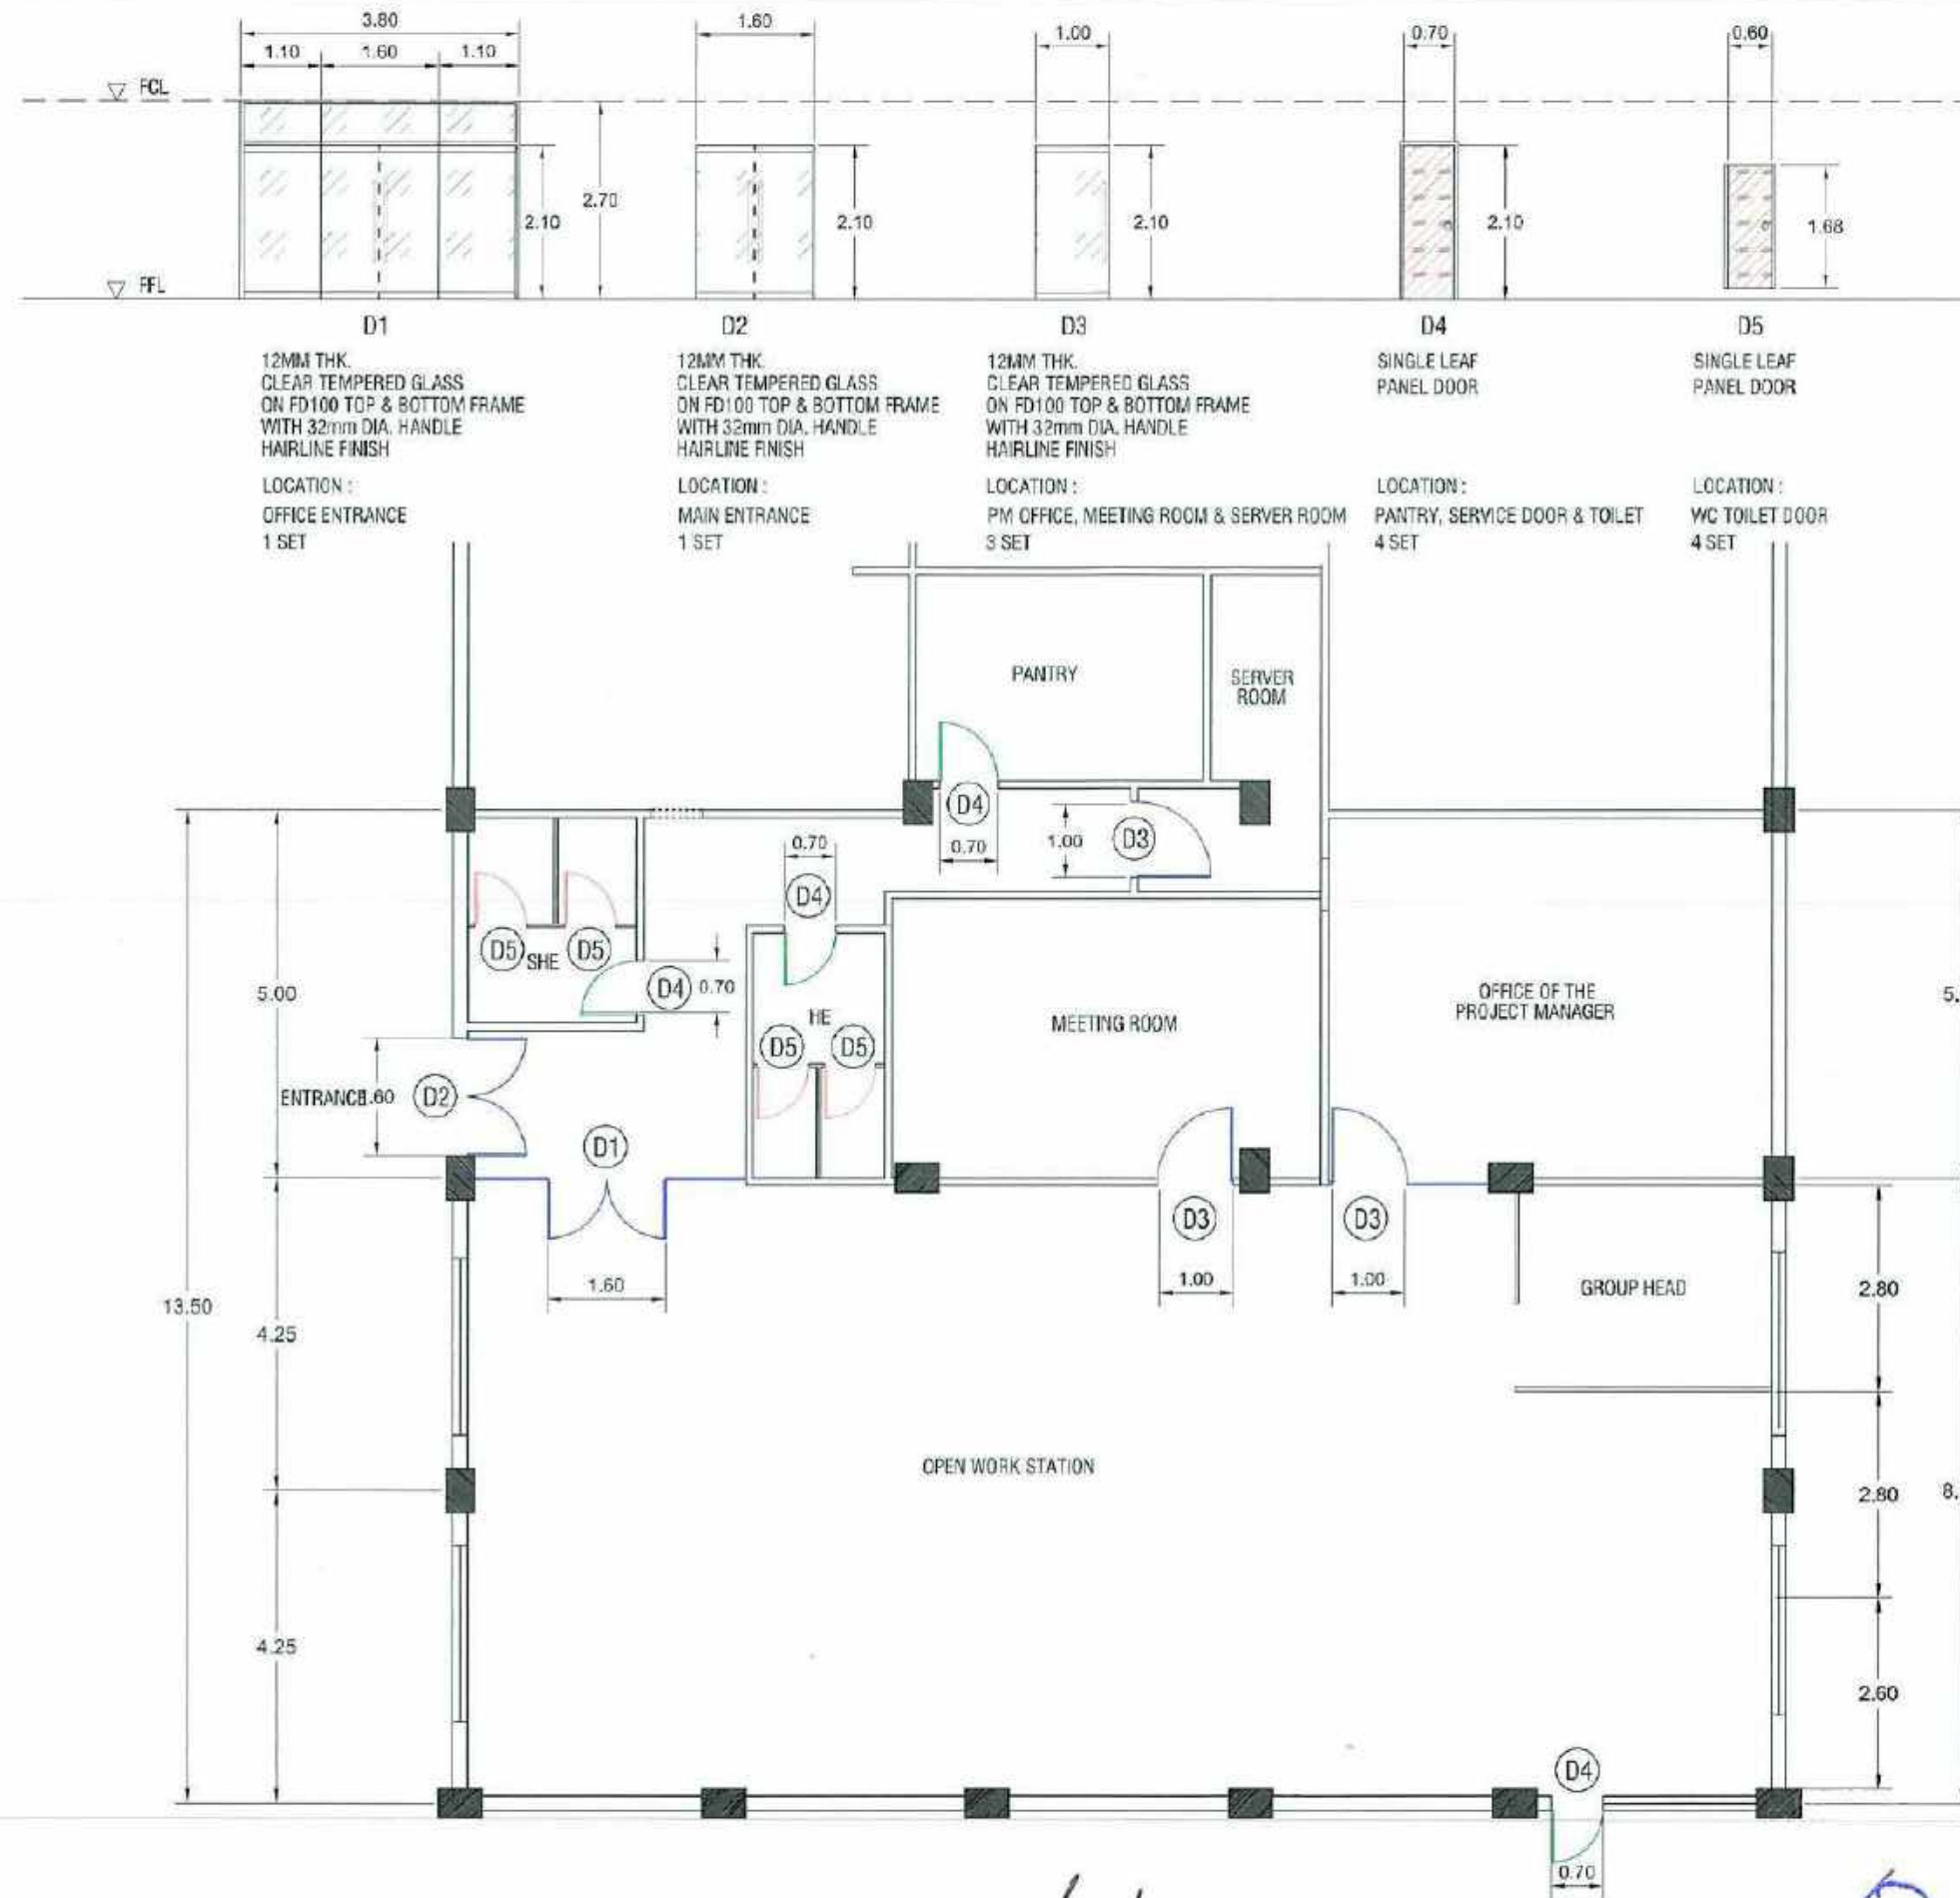 3.80
1.10 1.60 1.10
1.60
1.00
0.70
0.60
FCL
2.70
2.10
2.10
2.10
2.10
1.68
FFL
D1
12MM THK.
CLEAR TEMPERED GLASS
ON FD100 TOP & BOTTOM FRAME
WITH 32mm DIA. HANDLE
HAIRLINE FINISH
LOCATION :
OFFICE ENTRANCE
1 SET
D2
12MM THK.
CLEAR TEMPERED GLASS
ON FD100 TOP & BOTTOM FRAME
WITH 32mm DIA. HANDLE
HAIRLINE FINISH
LOCATION :
MAIN ENTRANCE
1 SET
D3
12MM THK.
CLEAR TEMPERED GLASS
ON FD100 TOP & BOTTOM FRAME
WITH 32mm DIA. HANDLE
HAIRLINE FINISH
LOCATION :
PM OFFICE, MEETING ROOM & SERVER ROOM
3 SET
D4
SINGLE LEAF
PANEL DOOR
LOCATION :
PANTRY, SERVICE DOOR & TOILET
4 SET
D5
SINGLE LEAF
PANEL DOOR
LOCATION :
WC TOILET DOOR
4 SET
PANTRY
SERVER
ROOM
D4
0.70
1.00
D3
0.70
D4
D5
SHE
D5
D4
0.70
5.00
5.
HE
D5
D5
MEETING ROOM
OFFICE OF THE
PROJECT MANAGER
ENTRANCE
.60
D2
D1
D3
D3
1.60
1.00
1.00
GROUP HEAD
2.80
13.50
4.25
OPEN WORK STATION
2.80
8.
4.25
2.60
D4
0.70